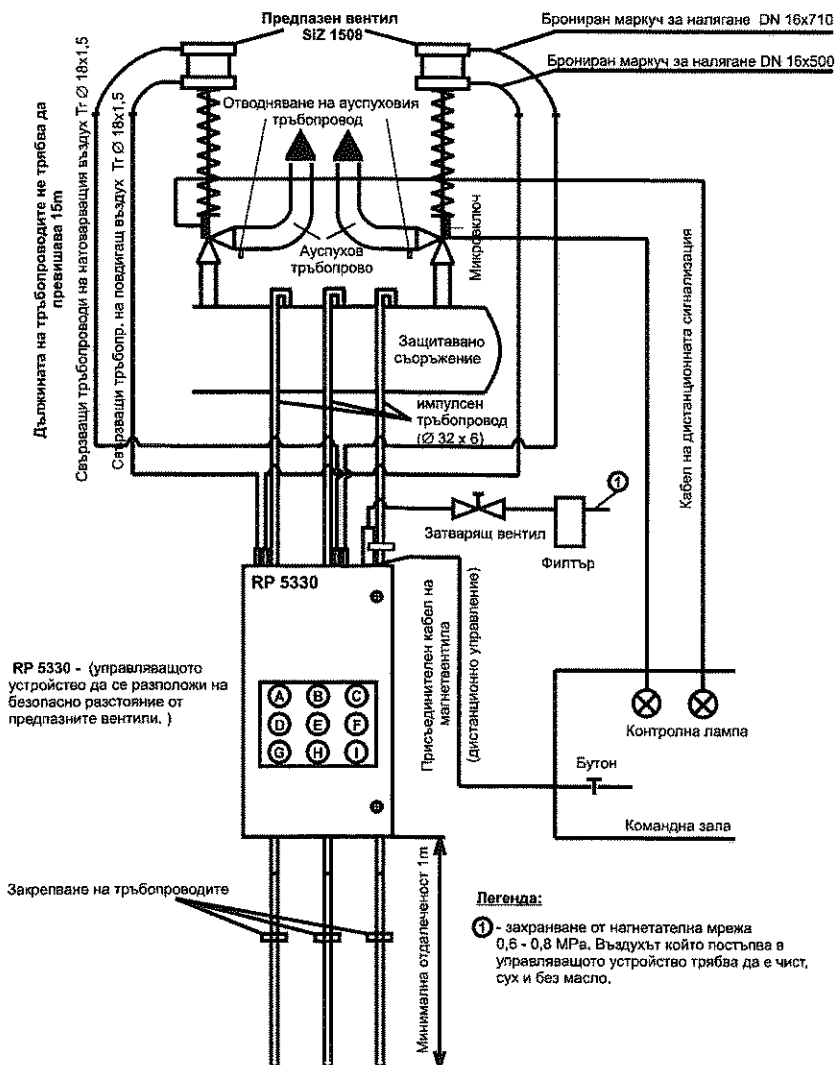 Предпазен вентил
SiZ 1508
Брониран маркуч за налягане DN 16x710
Брониран маркуч за налягане DN 16x500
Отводняване на ауспуховия
тръбопровод
Дължината на тръбопроводите не трябва да
превишава 15m
Свързващи тръбопроводи на натоварващия въздух Tr Ø 18x1,5
Свързващи тръбопр. на повдигащ въздух Tr Ø 18x1,5
Ауспухов
тръбопрово
Микроизключ
Защитавано
съоръжение
импулсен
тръбопровод
(Ø 32 x 6)
Кабел на дистанционната сигнализация
1
Затварящ вентил
Филтър
RP 5330
RP 5330 - (управляващото
устройство да се разположи на
безопасно разстояние от
предпазните вентили. )
A B C
D E F
G H I
Присъединителен кабел на
магнетвентила
(дистанционно управление)
Контролна лампа
Бутон
Командна зала
Закрепване на тръбопроводите
Минимална отдалеченост 1m
Легенда:
1 - захранване от нагнетателна мрежа
0,6 - 0,8 MPa. Въздухът който постъпва в
управляващото устройство трябва да е чист,
сух и без масло.